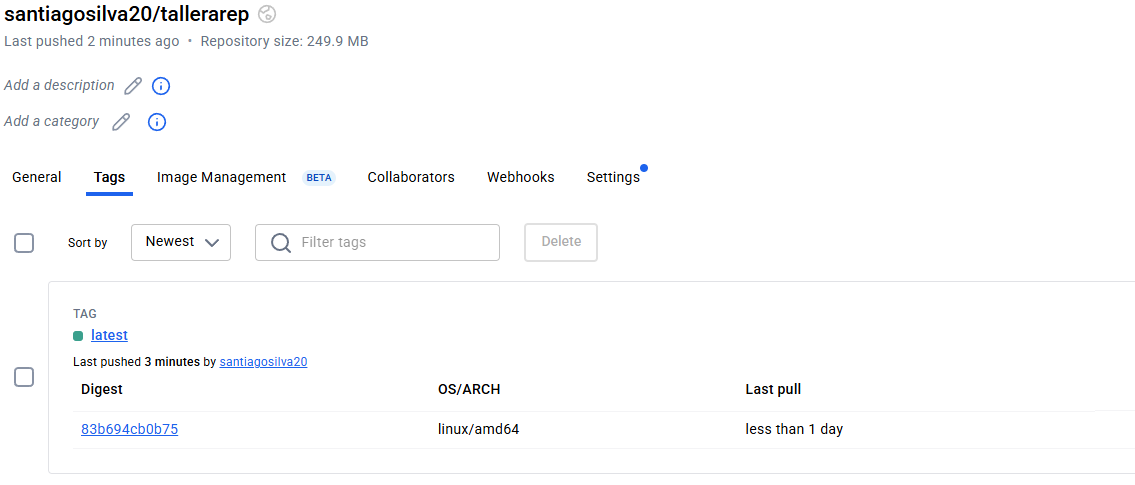 santiagosilva20/tallerarep
Last pushed 2 minutes ago • Repository size: 249.9 MB
Add a description
Add a category
General Tags Image Management BETA Collaborators Webhooks Settings
Sort by Newest Filter tags Delete
TAG
latest
Last pushed 3 minutes by santiagosilva20
Digest OS/ARCH Last pull
83b694cb0b75 linux/amd64 less than 1 day